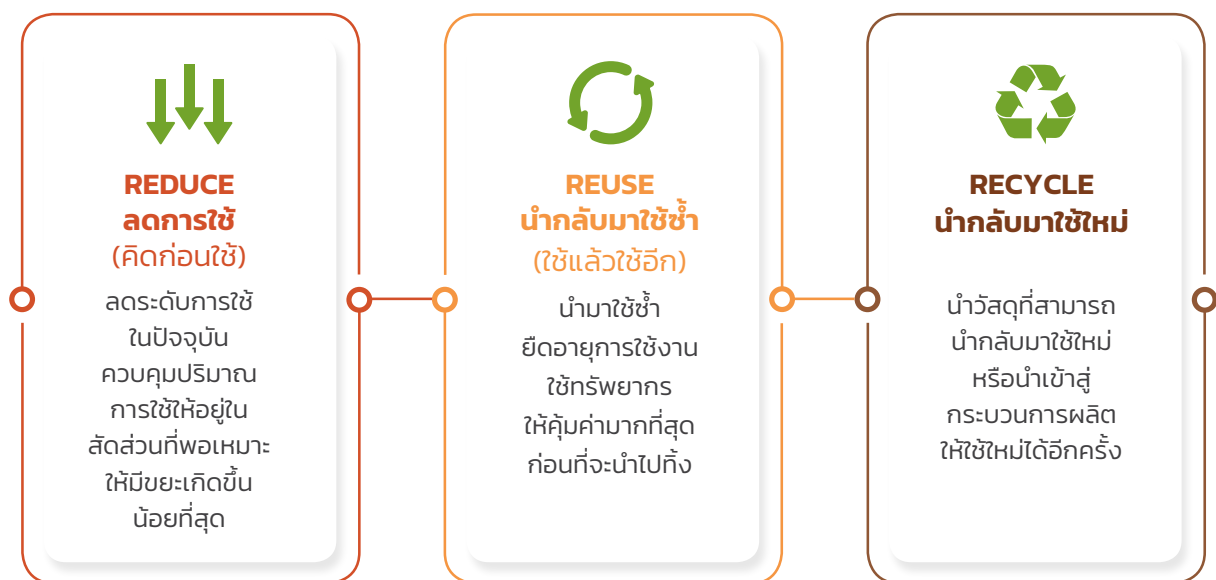 REDUCE
ลดการใช้
(คิดก่อนใช้)
ลดระดับการใช้
ในปัจจุบัน
ควบคุมปริมาณ
การใช้ให้อยู่ใน
สัดส่วนที่พอเหมาะ
ให้มีขยะเกิดขึ้น
น้อยที่สุด
REUSE
นำกลับมาใช้ซ้ำ
(ใช้แล้วใช้อีก)
นำมาใช้ซ้ำ
ยืดอายุการใช้งาน
ใช้ทรัพยากร
ให้คุ้มค่ามากที่สุด
ก่อนที่จะนำไปทิ้ง
RECYCLE
นำกลับมาใช้ใหม่
นำวัสดุที่สามารถ
นำกลับมาใช้ใหม่
หรือนำเข้าสู่
กระบวนการผลิต
ให้ใช้ใหม่ได้อีกครั้ง